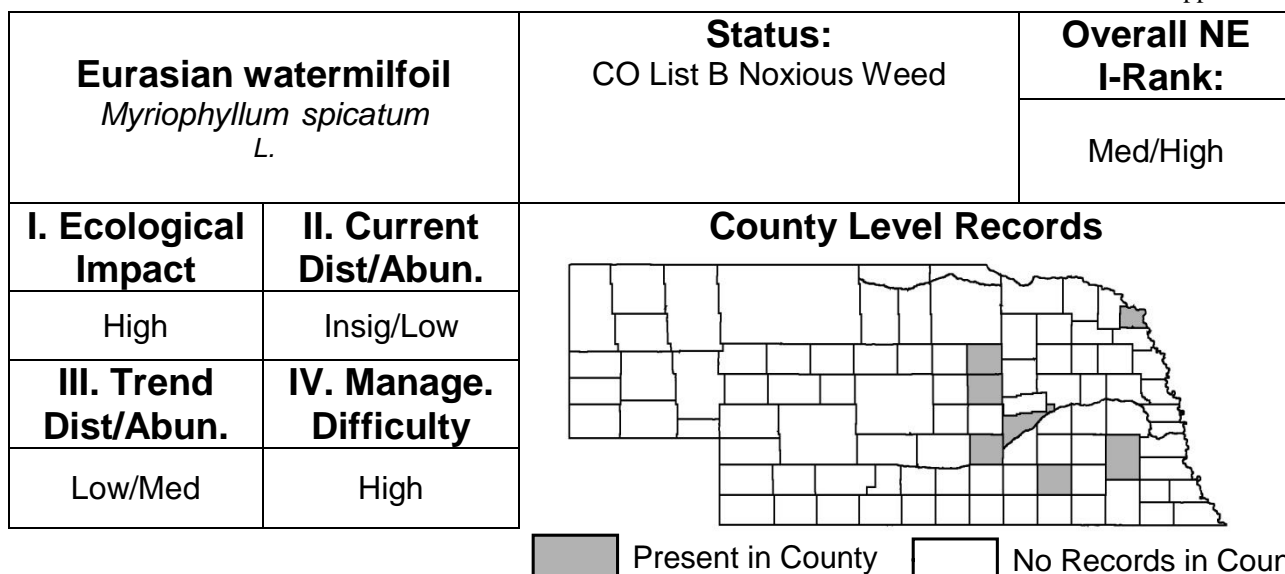 Eurasian watermilfoil
Myriophyllum spicatum
L.
Status:
CO List B Noxious Weed
Overall NE
I-Rank:
Med/High
I. Ecological
Impact
II. Current
Dist/Abun.
High
Insig/Low
III. Trend
Dist/Abun.
IV. Manage.
Difficulty
Low/Med
High
County Level Records
Present in County
No Records in Coun